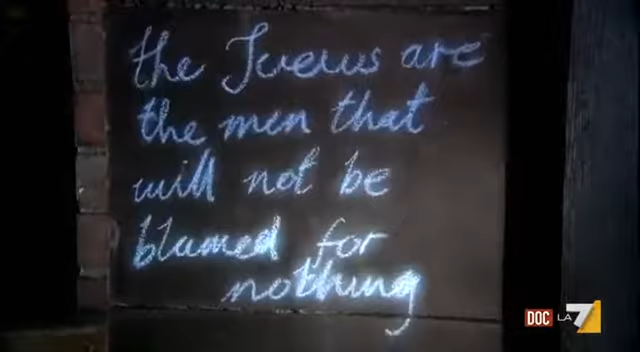 the Juwes are
the men that
will not be
blamed for
nothing
DOC LA7